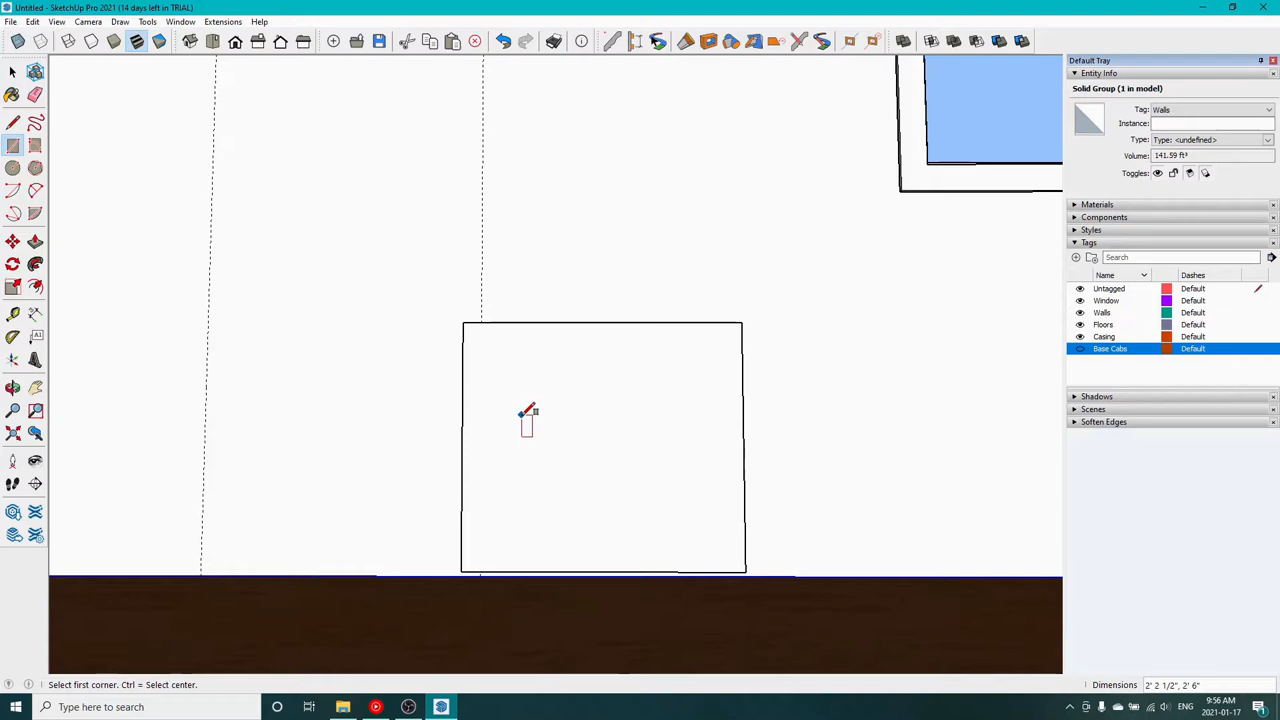 Untitled - SketchUp Pro 2021 (14 days left in TRIAL)
File Edit View Camera Draw Tools Window Extensions Help
Default Tray
Entity Info
Solid Group (1 in model)
Tag: Walls
Instance:
Type: Type: <undefined>
Volume: 141.59 ft³
Toggles:
Materials
Components
Styles
Tags
Search
Name Dashes
Untagged Default
Window Default
Walls Default
Floors Default
Casing Default
Base Cabs Default
Shadows
Scenes
Soften Edges
Select first corner. Ctrl = Select center.
Dimensions 2' 2 1/2", 2' 6"
Type here to search
ENG
9:56 AM
2021-01-17